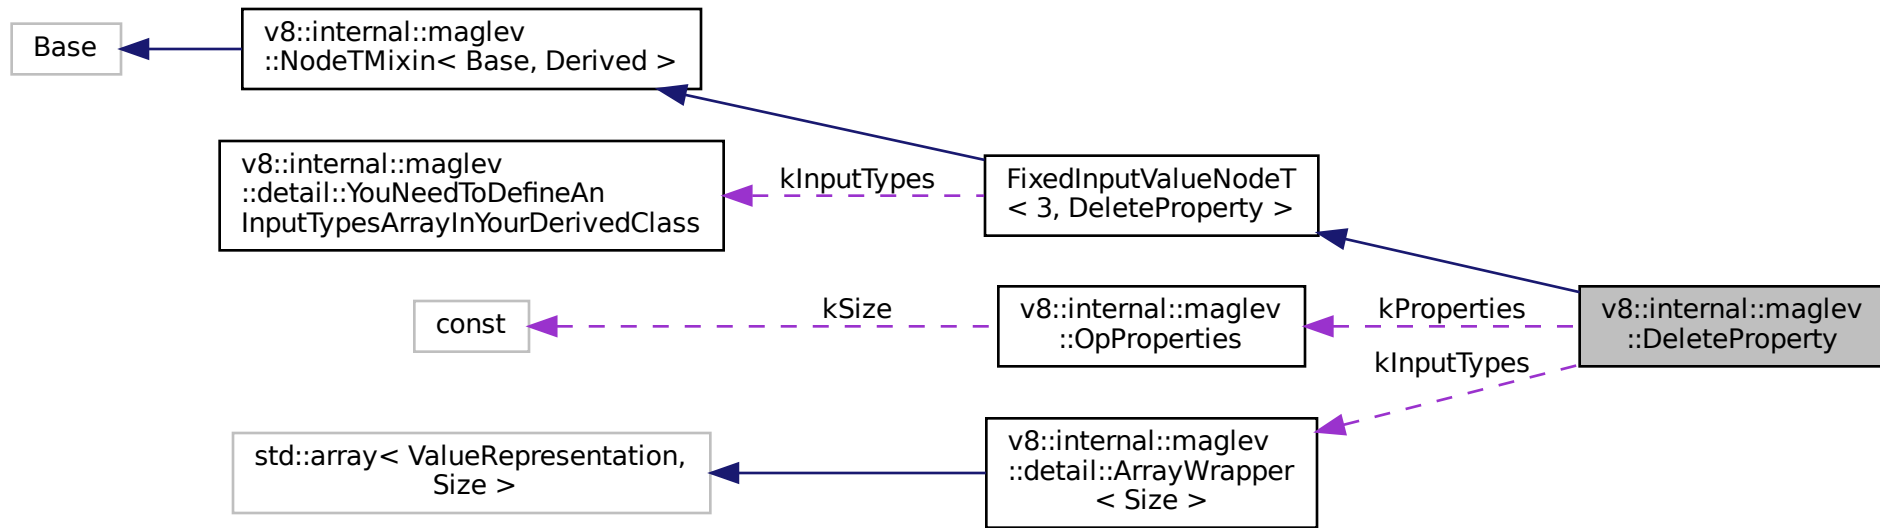 Base
v8::internal::maglev
::NodeTMixin< Base, Derived >
v8::internal::maglev
::detail::YouNeedToDefineAn
InputTypesArrayInYourDerivedClass
kInputTypes
FixedInputValueNodeT
< 3, DeleteProperty >
const
kSize
v8::internal::maglev
::OpProperties
kProperties
v8::internal::maglev
::DeleteProperty
kInputTypes
std::array< ValueRepresentation,
Size >
v8::internal::maglev
::detail::ArrayWrapper
< Size >